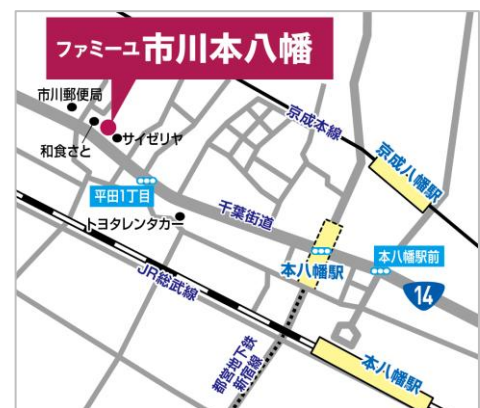 ファミーユ市川本八幡
市川郵便局
和食さと
サイゼリヤ
京成本線
京成八幡駅
平田1丁目
千葉街道
トヨタレンタカー
本八幡駅
本八幡駅前
JR総武線
14
都営地下鉄
新宿線
本八幡駅